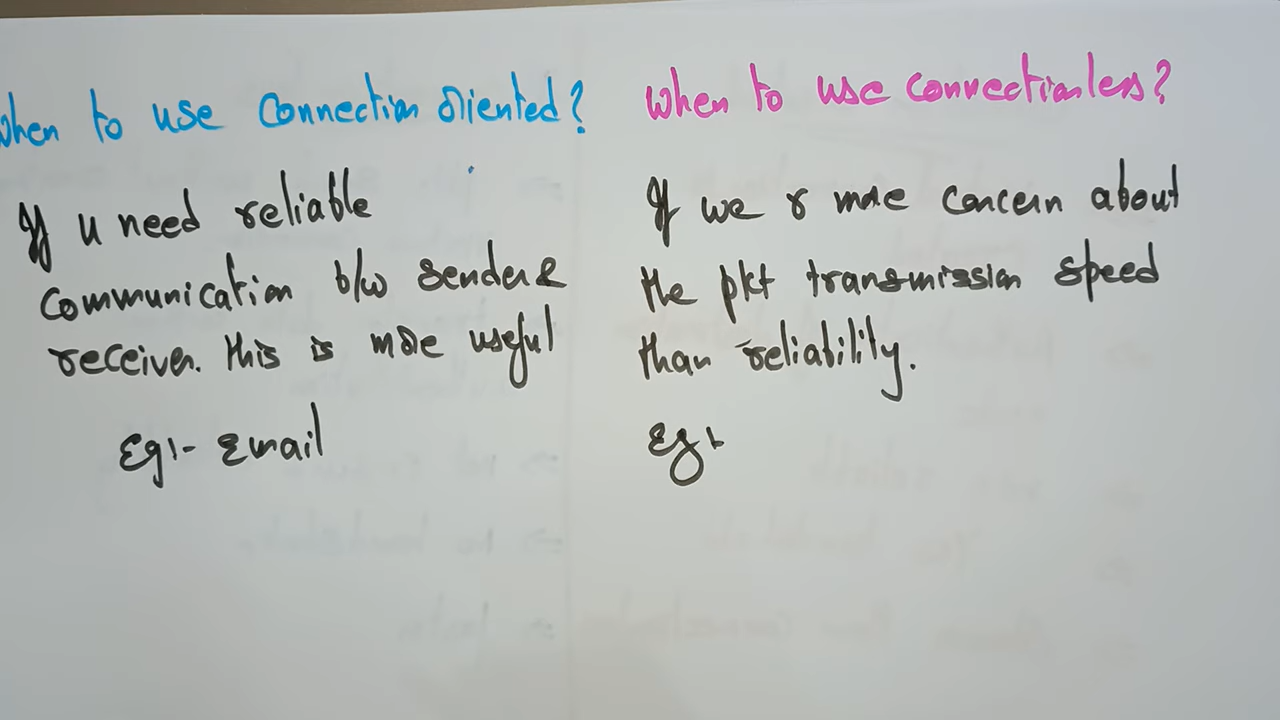 When to use connection oriented?
If u need reliable
communication b/w sender &
receiver. this is more useful
Eg:- Email
When to use connectionless?
If we r more concern about
the pkt transmission speed
than reliability.
Eg:-